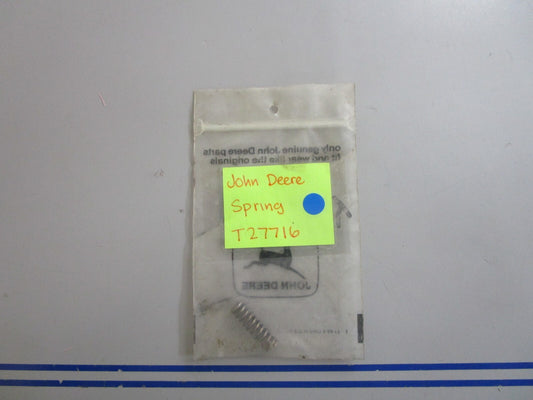 only genuine John Deere parts
fit and wear like the originals
John Deere
Spring
T27716
JOHN DEERE